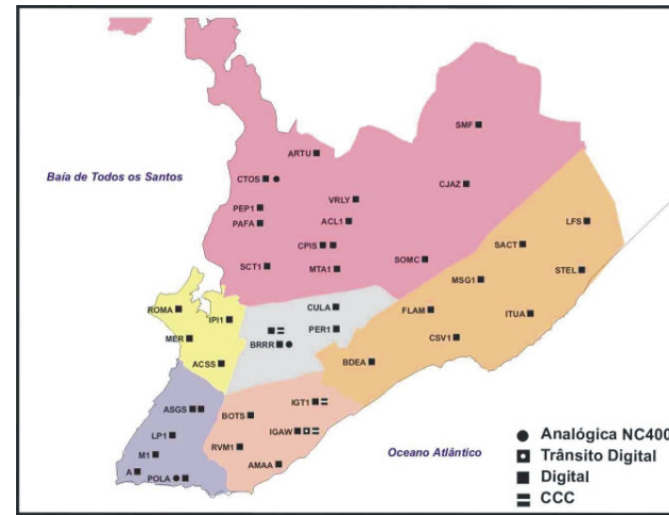 SMF
ARTU
Baía de Todos os Santos
CTOS
CJAZ
VRLY
PEP1
PAFA
ACL1
LFS
CPIS
SACT
SCT1
MTA1
SOMC
STEL
MSG1
ROMA
IPI1
CULA
FLAM
ITUA
PER1
MER
BRRR
CSV1
ACSS
BDEA
ASGS
BOTS
IGT1
LP1
IGAW
RVM1
M1
Oceano Atlântico
AMAA
A
POLA
Analógica NC400
Trânsito Digital
Digital
CCC